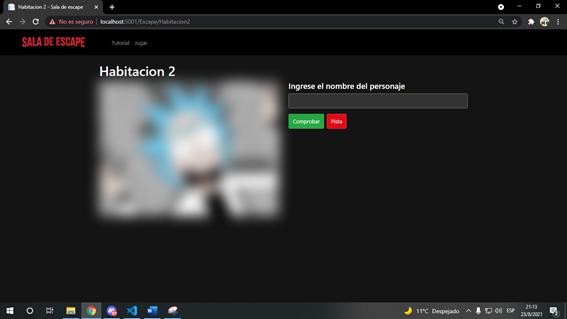 Habitacion 2 - Sala de escape
No es seguro | localhost:5001/Escape/Habitacion2
SALA DE ESCAPE Tutorial Jugar
Habitacion 2
Ingrese el nombre del personaje
Comprobar Pista
11°C Despejado ESP 21:13
23/8/2021